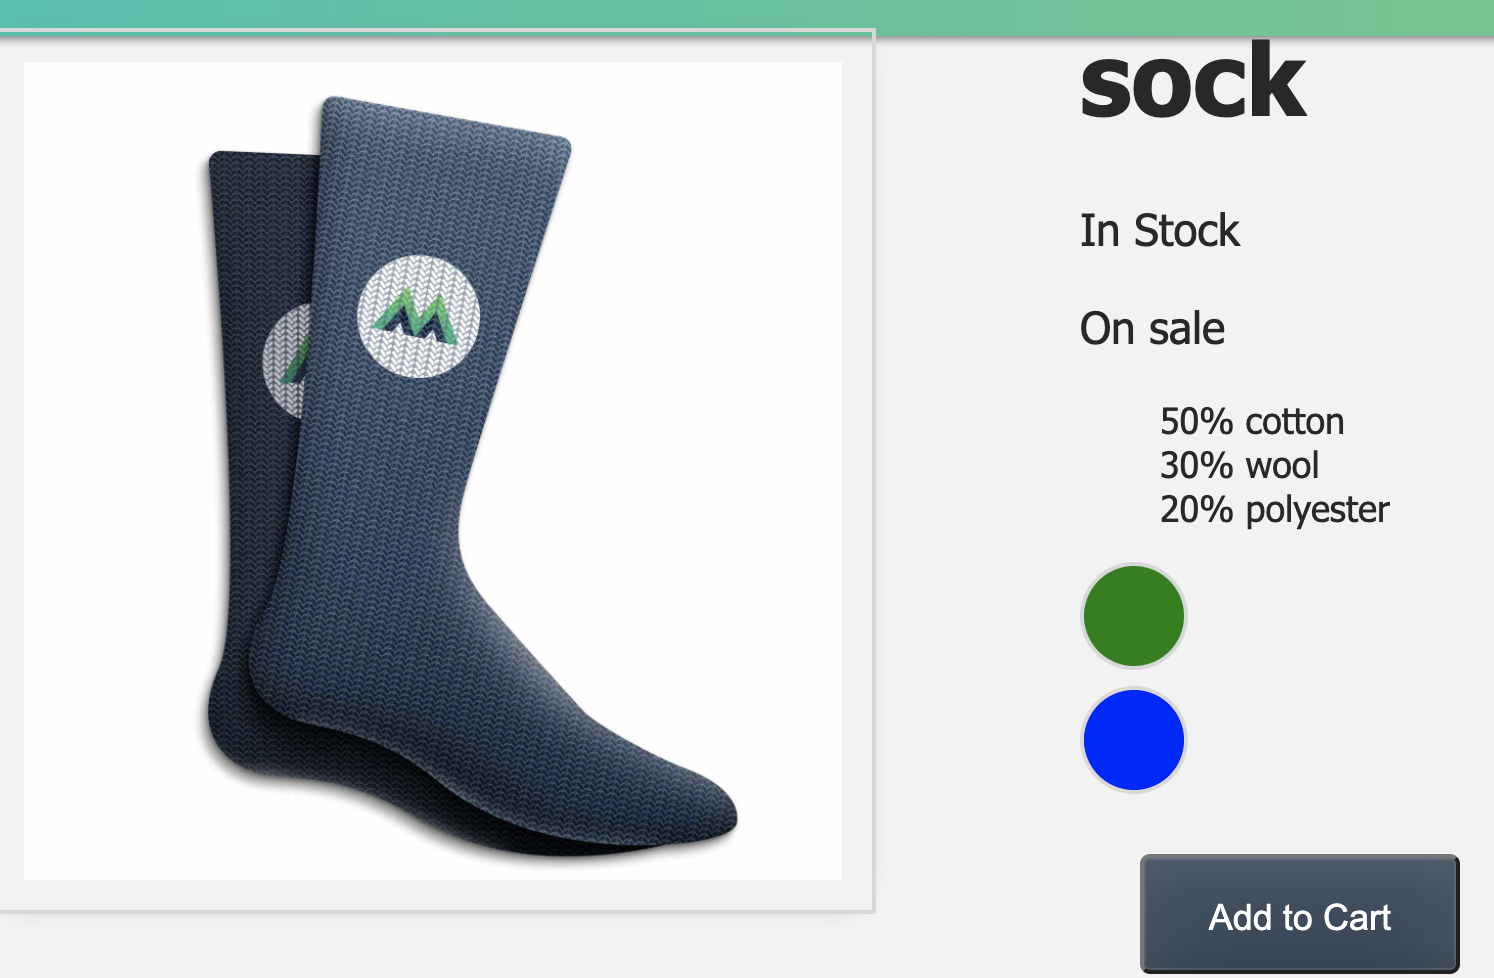 sock
In Stock
On sale
50% cotton
30% wool
20% polyester
Add to Cart